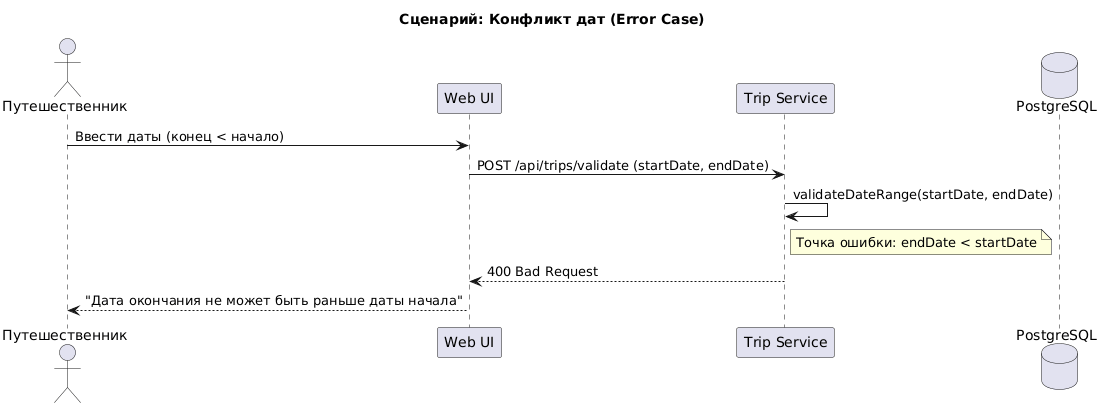 Сценарий: Конфликт дат (Error Case)
Путешественник
Web UI
Trip Service
PostgreSQL
Ввести даты (конец < начало)
POST /api/trips/validate (startDate, endDate)
validateDateRange(startDate, endDate)
Точка ошибки: endDate < startDate
400 Bad Request
"Дата окончания не может быть раньше даты начала"
Путешественник
Web UI
Trip Service
PostgreSQL